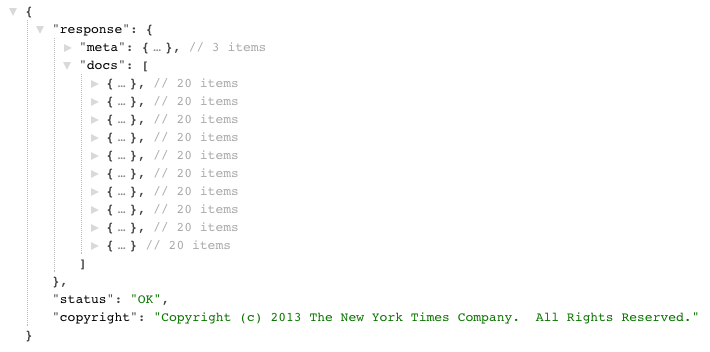 {
"response": {
"meta": { … }, // 3 items
"docs": [
{ … }, // 20 items
{ … }, // 20 items
{ … }, // 20 items
{ … }, // 20 items
{ … }, // 20 items
{ … }, // 20 items
{ … }, // 20 items
{ … }, // 20 items
{ … }, // 20 items
{ … } // 20 items
]
},
"status": "OK",
"copyright": "Copyright (c) 2013 The New York Times Company.  All Rights Reserved."
}